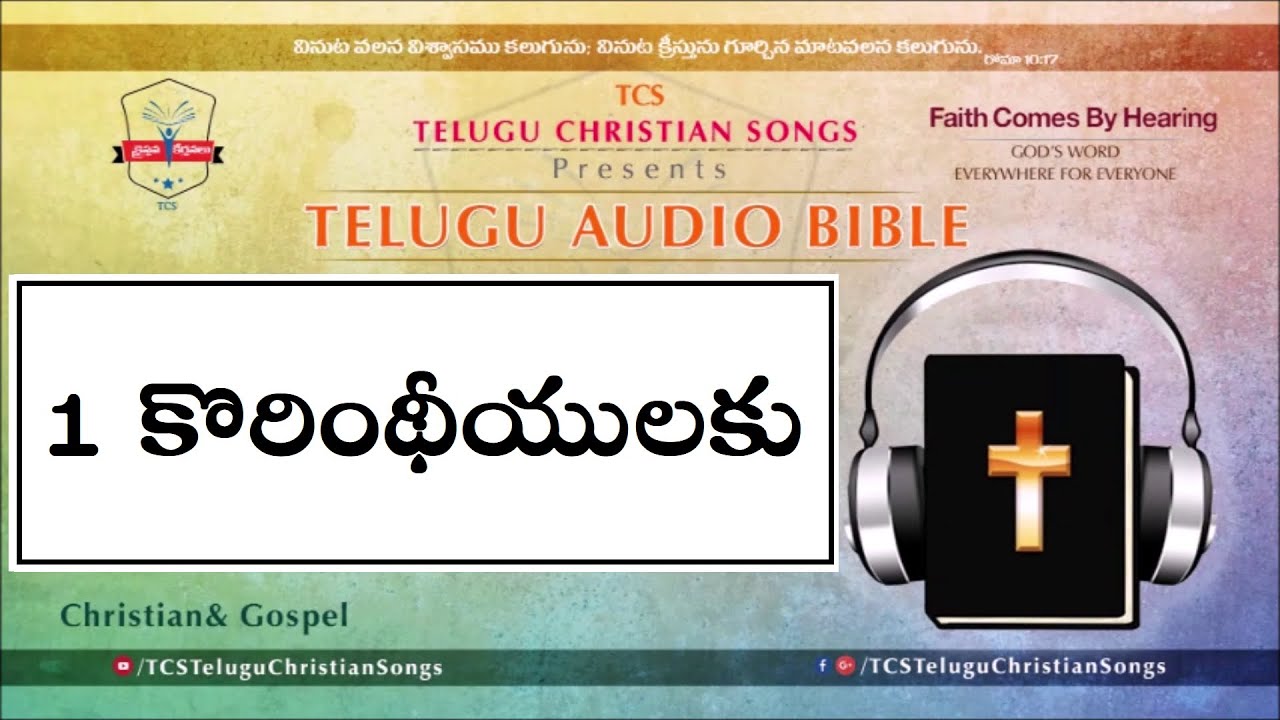 వినుట వలన విశ్వాసము కలుగును; వినుట క్రీస్తును గూర్చిన మాటవలన కలుగును.
రోమా 10:17
TCS
TELUGU CHRISTIAN SONGS
Presents
Faith Comes By Hearing
GOD'S WORD
EVERYWHERE FOR EVERYONE
క్రైస్తవ కీర్తనలు
TCS
TELUGU AUDIO BIBLE
1 కొరింథీయులకు
Christian& Gospel
/TCSTeluguChristianSongs
/TCSTeluguChristianSongs